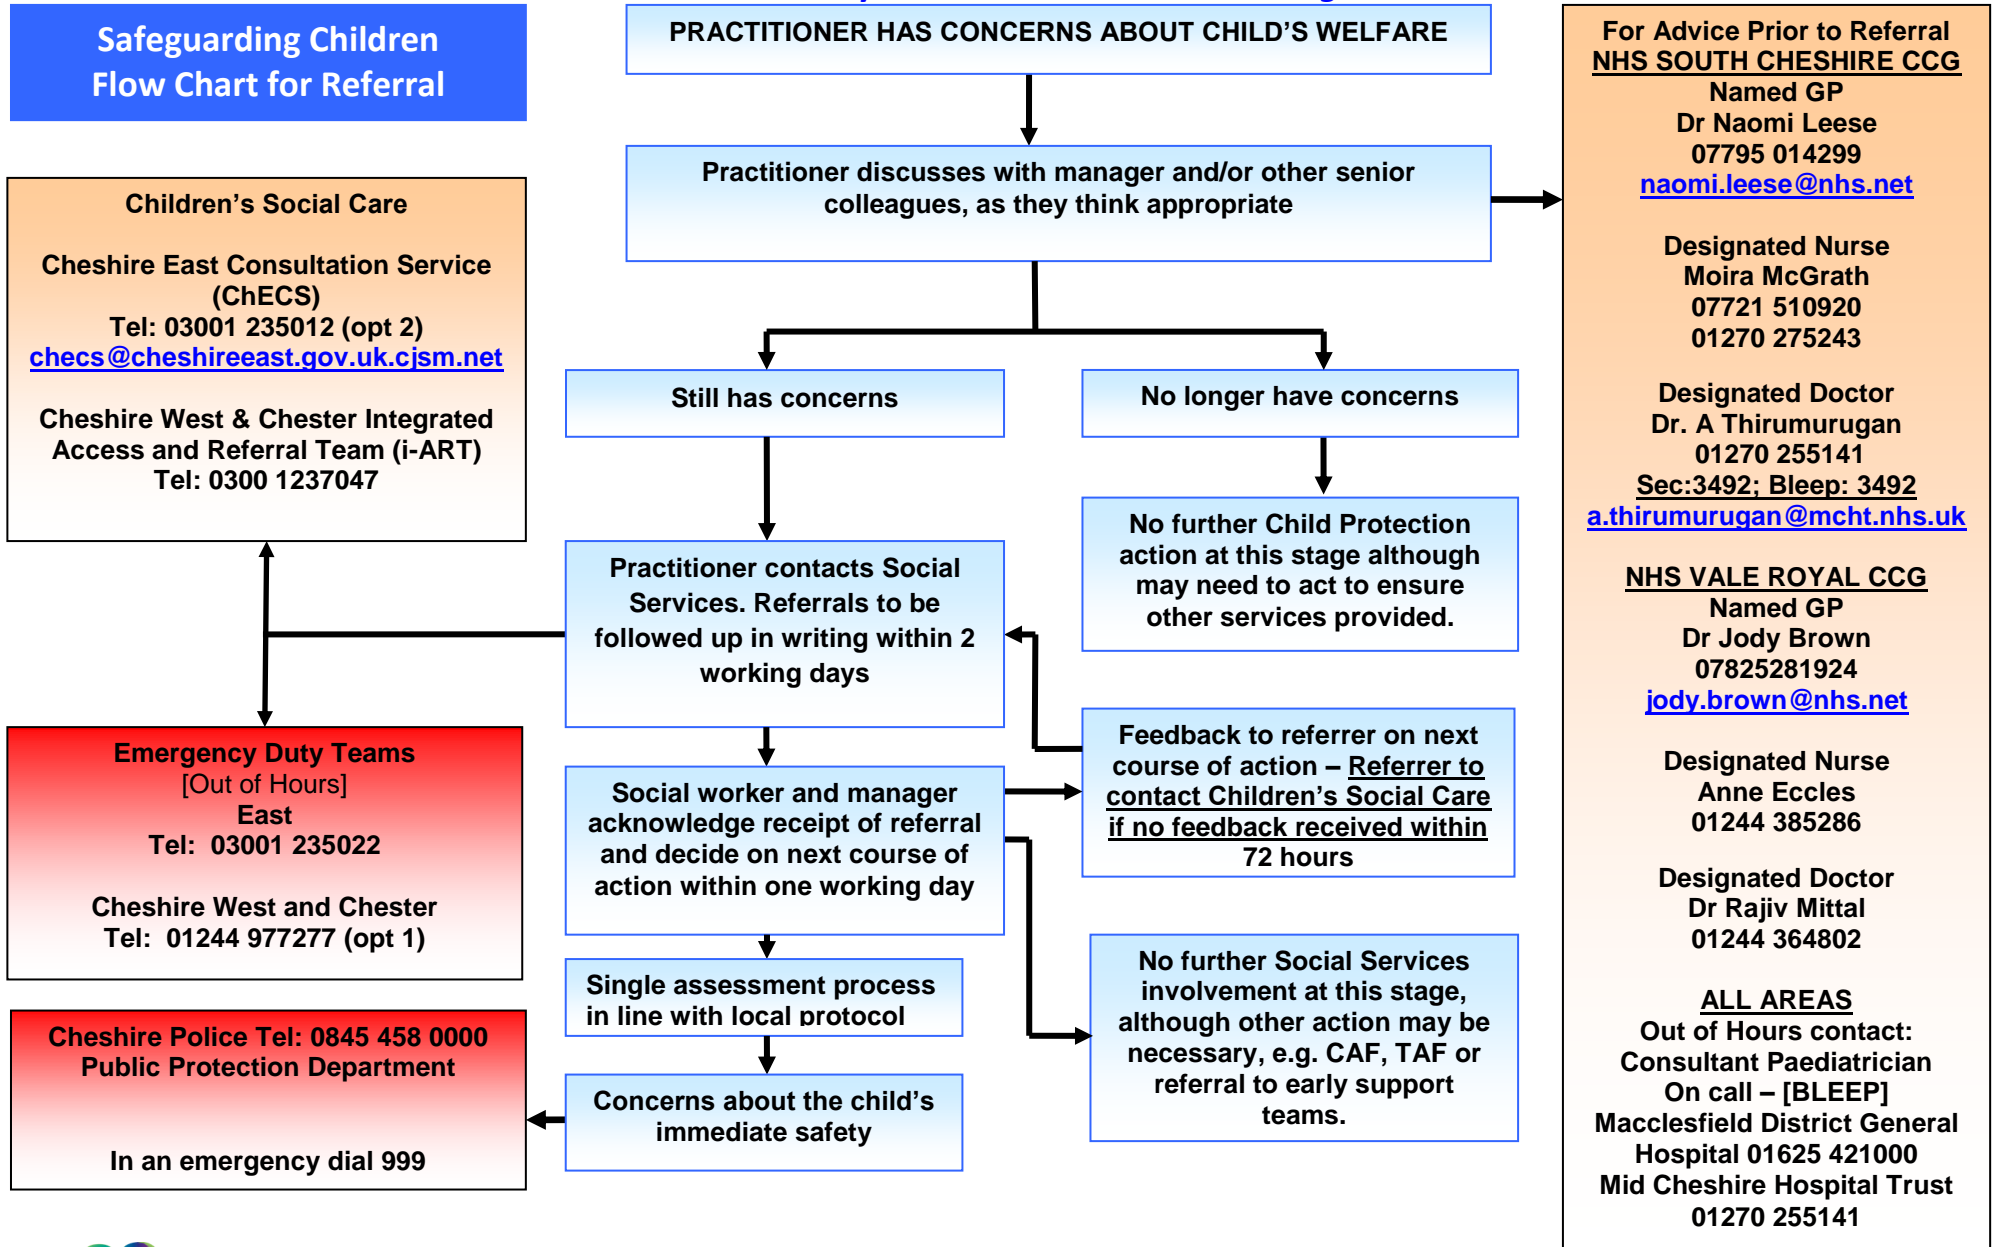 Safeguarding Children
Flow Chart for Referral
PRACTITIONER HAS CONCERNS ABOUT CHILD'S WELFARE
Practitioner discusses with manager and/or other senior
colleagues, as they think appropriate
Still has concerns
No longer have concerns
No further Child Protection
action at this stage although
may need to act to ensure
other services provided.
Practitioner contacts Social
Services. Referrals to be
followed up in writing within 2
working days
Feedback to referrer on next
course of action – Referrer to
contact Children's Social Care
if no feedback received within
72 hours
Social worker and manager
acknowledge receipt of referral
and decide on next course of
action within one working day
No further Social Services
involvement at this stage,
although other action may be
necessary, e.g. CAF, TAF or
referral to early support
teams.
Single assessment process
in line with local protocol
Concerns about the child's
immediate safety
Children's Social Care
Cheshire East Consultation Service
(ChECS)
Tel: 03001 235012 (opt 2)
checs@cheshireeast.gov.uk.cjsm.net
Cheshire West & Chester Integrated
Access and Referral Team (i-ART)
Tel: 0300 1237047
Emergency Duty Teams
[Out of Hours]
East
Tel: 03001 235022
Cheshire West and Chester
Tel: 01244 977277 (opt 1)
Cheshire Police Tel: 0845 458 0000
Public Protection Department
In an emergency dial 999
For Advice Prior to Referral
NHS SOUTH CHESHIRE CCG
Named GP
Dr Naomi Leese
07795 014299
naomi.leese@nhs.net
Designated Nurse
Moira McGrath
07721 510920
01270 275243
Designated Doctor
Dr. A Thirumurugan
01270 255141
Sec:3492; Bleep: 3492
a.thirumurugan@mcht.nhs.uk
NHS VALE ROYAL CCG
Named GP
Dr Jody Brown
07825281924
jody.brown@nhs.net
Designated Nurse
Anne Eccles
01244 385286
Designated Doctor
Dr Rajiv Mittal
01244 364802
ALL AREAS
Out of Hours contact:
Consultant Paediatrician
On call – [BLEEP]
Macclesfield District General
Hospital 01625 421000
Mid Cheshire Hospital Trust
01270 255141